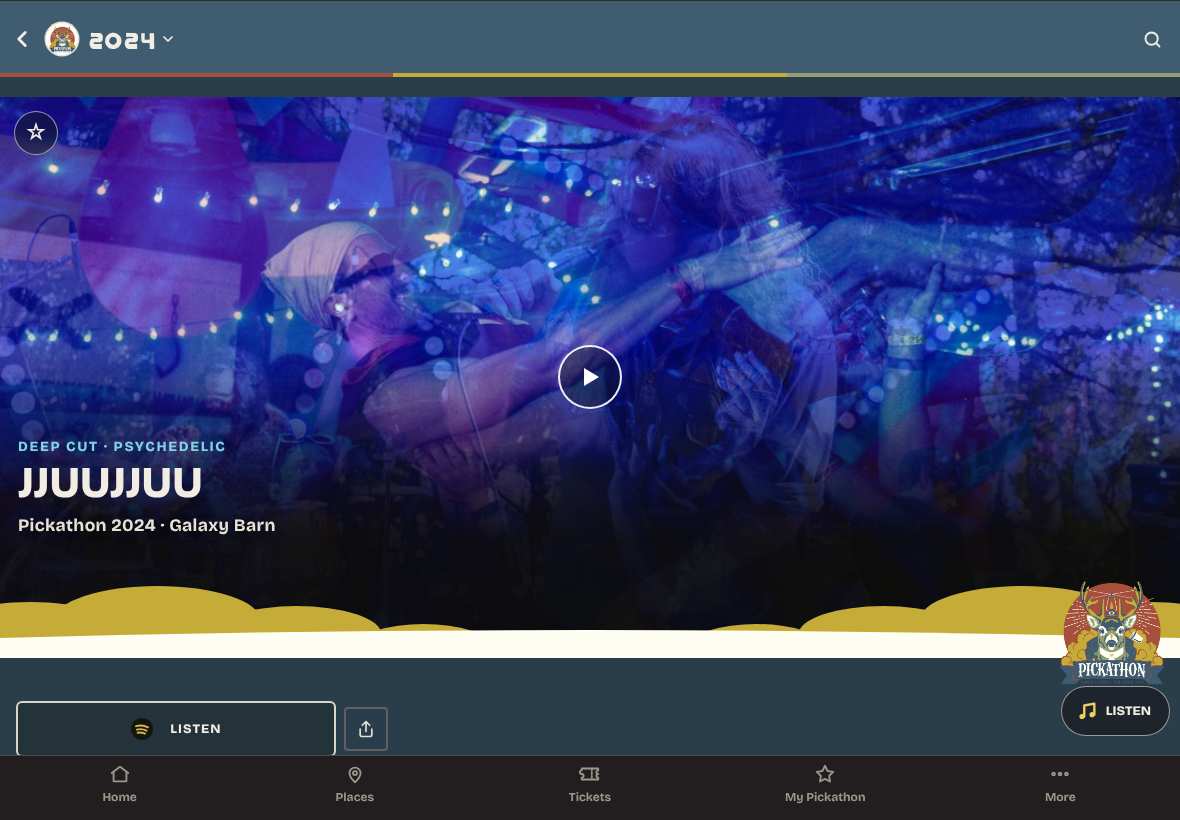 2024
DEEP CUT · PSYCHEDELIC
JJUUJJUU
Pickathon 2024 · Galaxy Barn
PICKATHON
LISTEN
LISTEN
Home
Places
Tickets
My Pickathon
More